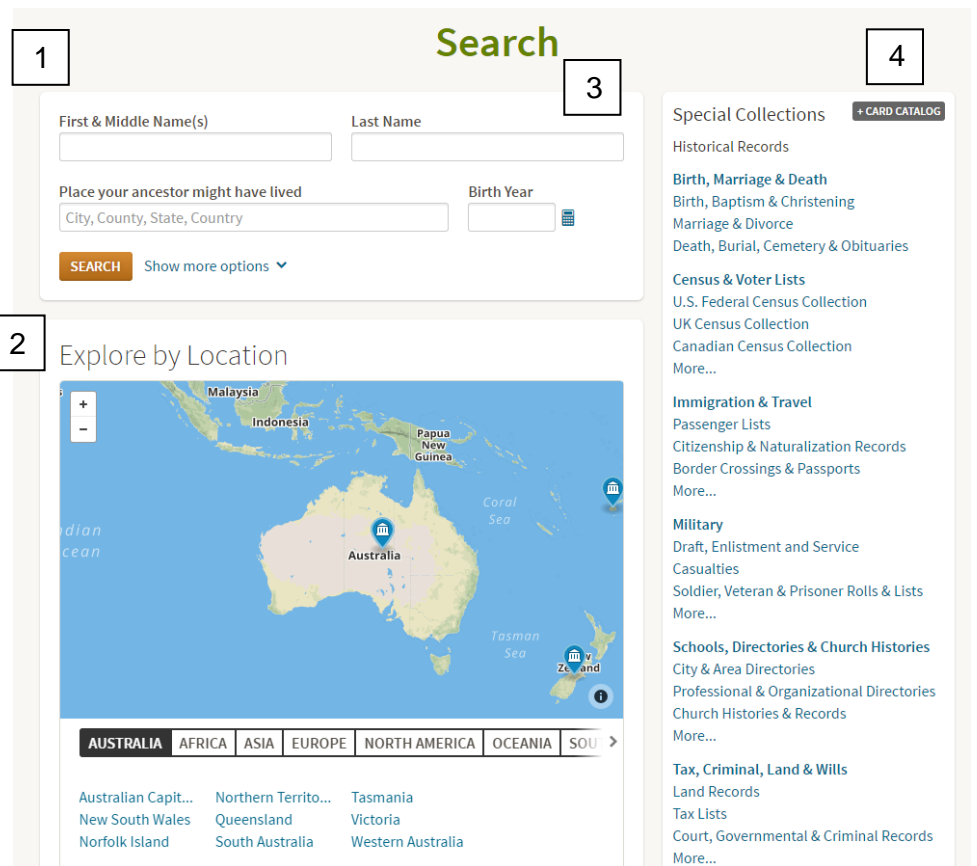 1
Search
3
4
First & Middle Name(s)
Last Name
Place your ancestor might have lived
City, County, State, Country
Birth Year
SEARCH
Show more options
2
Explore by Location
+
−
Malaysia
Indonesia
Papua
New
Guinea
Coral
Sea
ndian
cean
Australia
Tasman
Sea
AUSTRALIA
AFRICA
ASIA
EUROPE
NORTH AMERICA
OCEANIA
Australian Capit...
Northern Territo...
Tasmania
New South Wales
Queensland
Victoria
Norfolk Island
South Australia
Western Australia
Special Collections
+ CARD CATALOG
Historical Records
Birth, Marriage & Death
Birth, Baptism & Christening
Marriage & Divorce
Death, Burial, Cemetery & Obituaries
Census & Voter Lists
U.S. Federal Census Collection
UK Census Collection
Canadian Census Collection
More...
Immigration & Travel
Passenger Lists
Citizenship & Naturalization Records
Border Crossings & Passports
More...
Military
Draft, Enlistment and Service
Casualties
Soldier, Veteran & Prisoner Rolls & Lists
More...
Schools, Directories & Church Histories
City & Area Directories
Professional & Organizational Directories
Church Histories & Records
More...
Tax, Criminal, Land & Wills
Land Records
Tax Lists
Court, Governmental & Criminal Records
More...